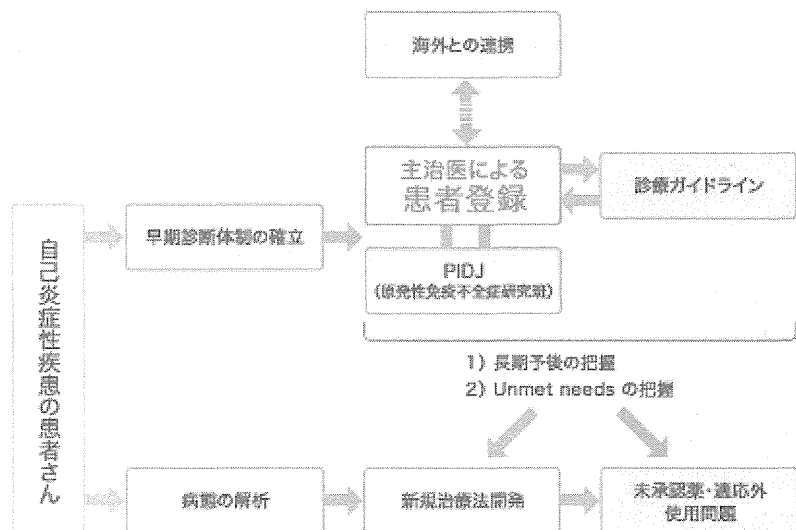 海外との連携
主治医による
患者登録
診療ガイドライン
自己炎症性疾患の患者さん
早期診断体制の確立
PIDJ
(原発性免疫不全症研究班)
1) 長期予後の把握
2) Unmet needs の把握
病態の解析
新規治療法開発
未承認薬・適応外
使用問題